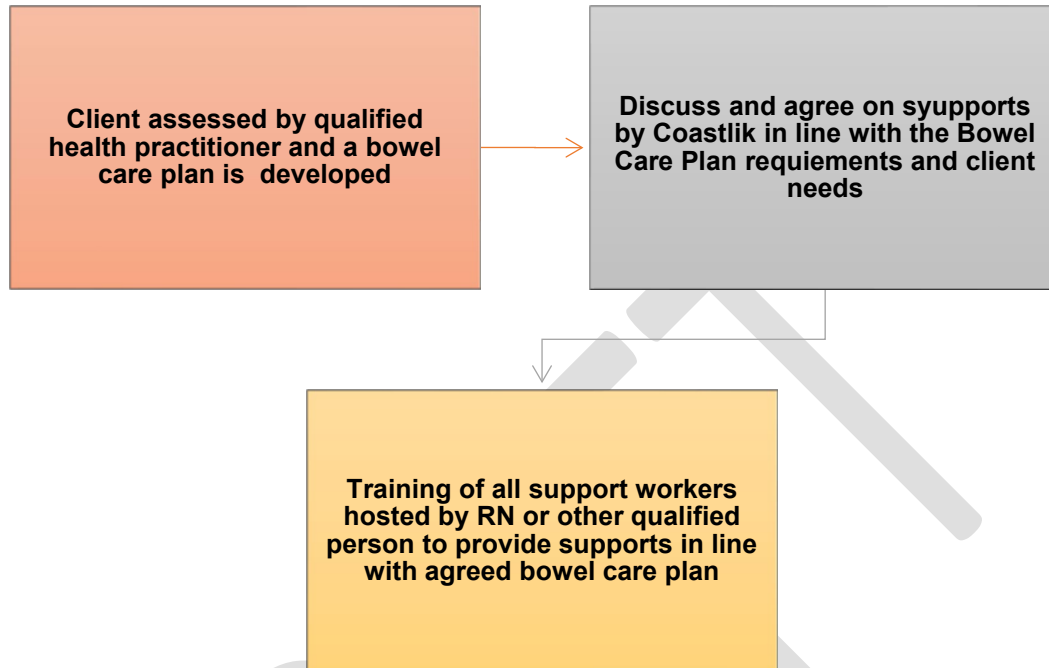 Client assessed by qualified
health practitioner and a bowel
care plan is developed
Discuss and agree on syupports
by Coastlik in line with the Bowel
Care Plan requiements and client
needs
Training of all support workers
hosted by RN or other qualified
person to provide supports in line
with agreed bowel care plan